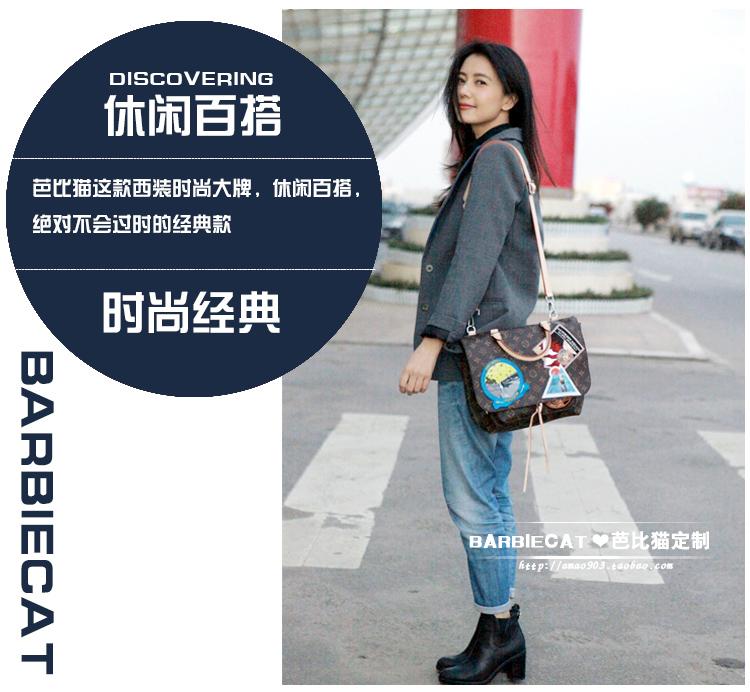 DISCOVERING
休闲百搭
芭比猫这款西装时尚大牌，休闲百搭，
绝对不会过时的经典款
时尚经典
BARBIECAT
BARBIECAT❤芭比猫定制
http://amao903.taobao.com